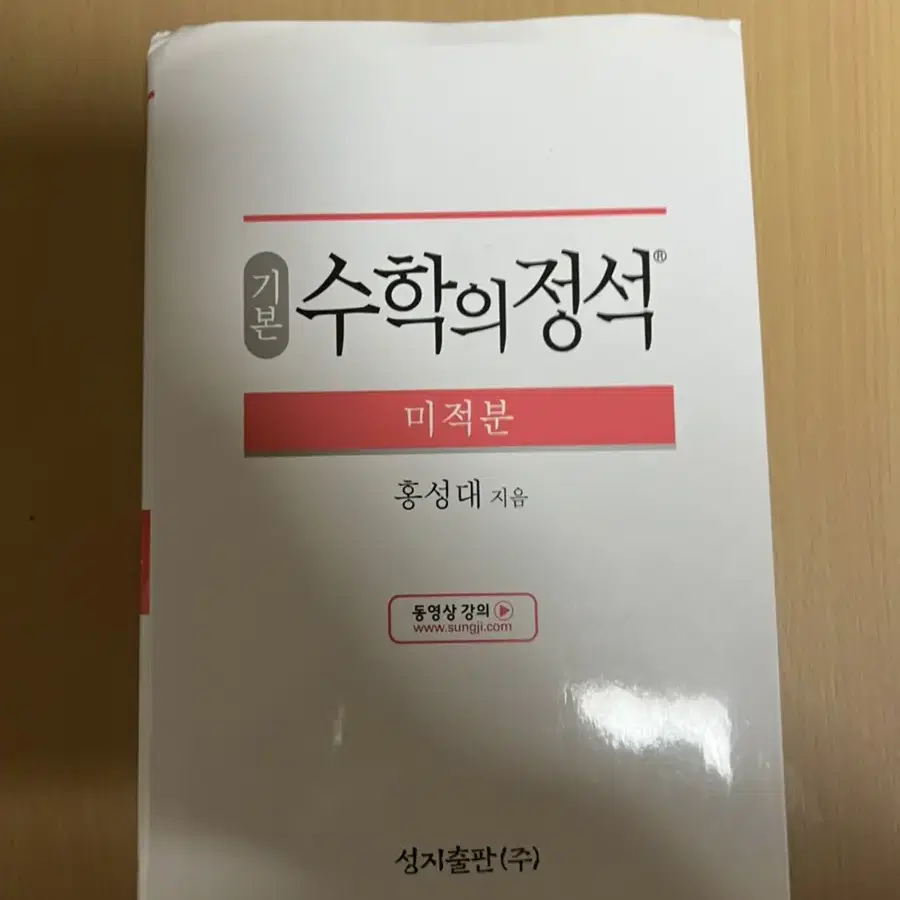 기본 수학의정석®
미적분
홍성대 지음
동영상 강의
www.sungji.com
성지출판(주)